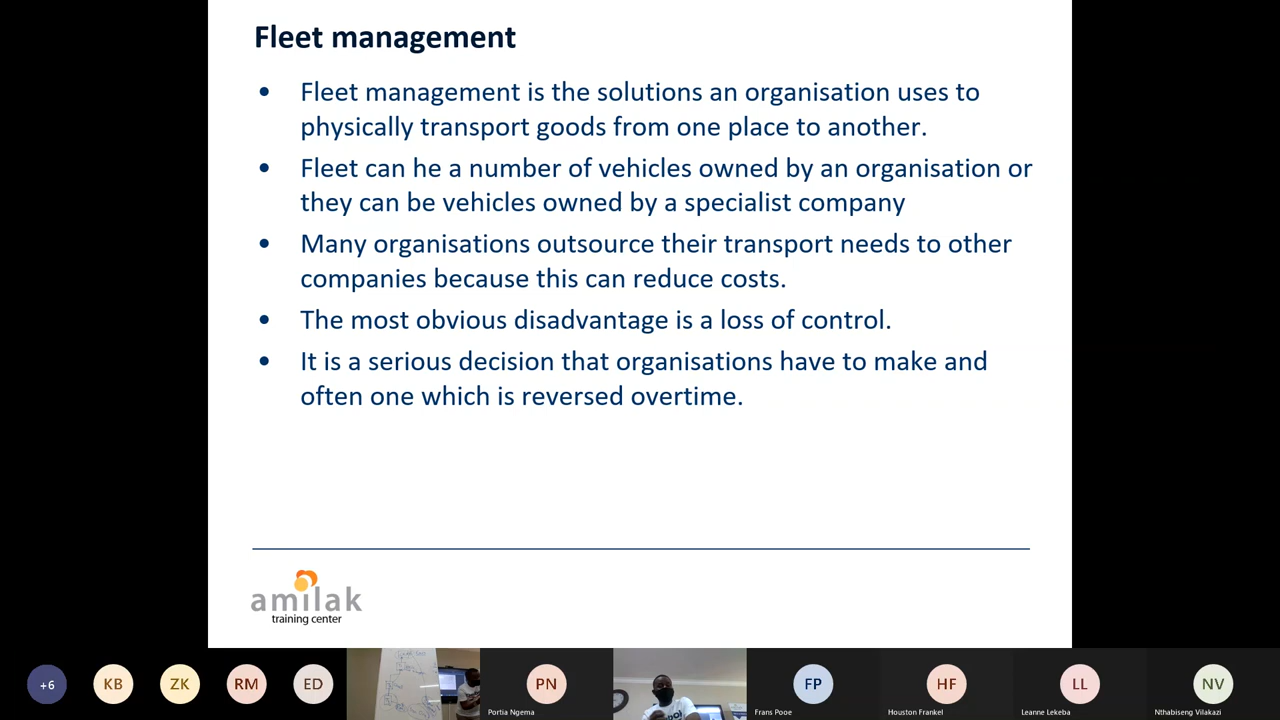 Fleet management
• Fleet management is the solutions an organisation uses to
physically transport goods from one place to another.
• Fleet can he a number of vehicles owned by an organisation or
they can be vehicles owned by a specialist company
• Many organisations outsource their transport needs to other
companies because this can reduce costs.
• The most obvious disadvantage is a loss of control.
• It is a serious decision that organisations have to make and
often one which is reversed overtime.
amilak
training center
+6
KB
ZK
RM
ED
PN
Portia Ngema
FP
Frans Pooe
HF
Houston Frankel
LL
Leanne Lekeba
NV
Nthabiseng Vilakazi